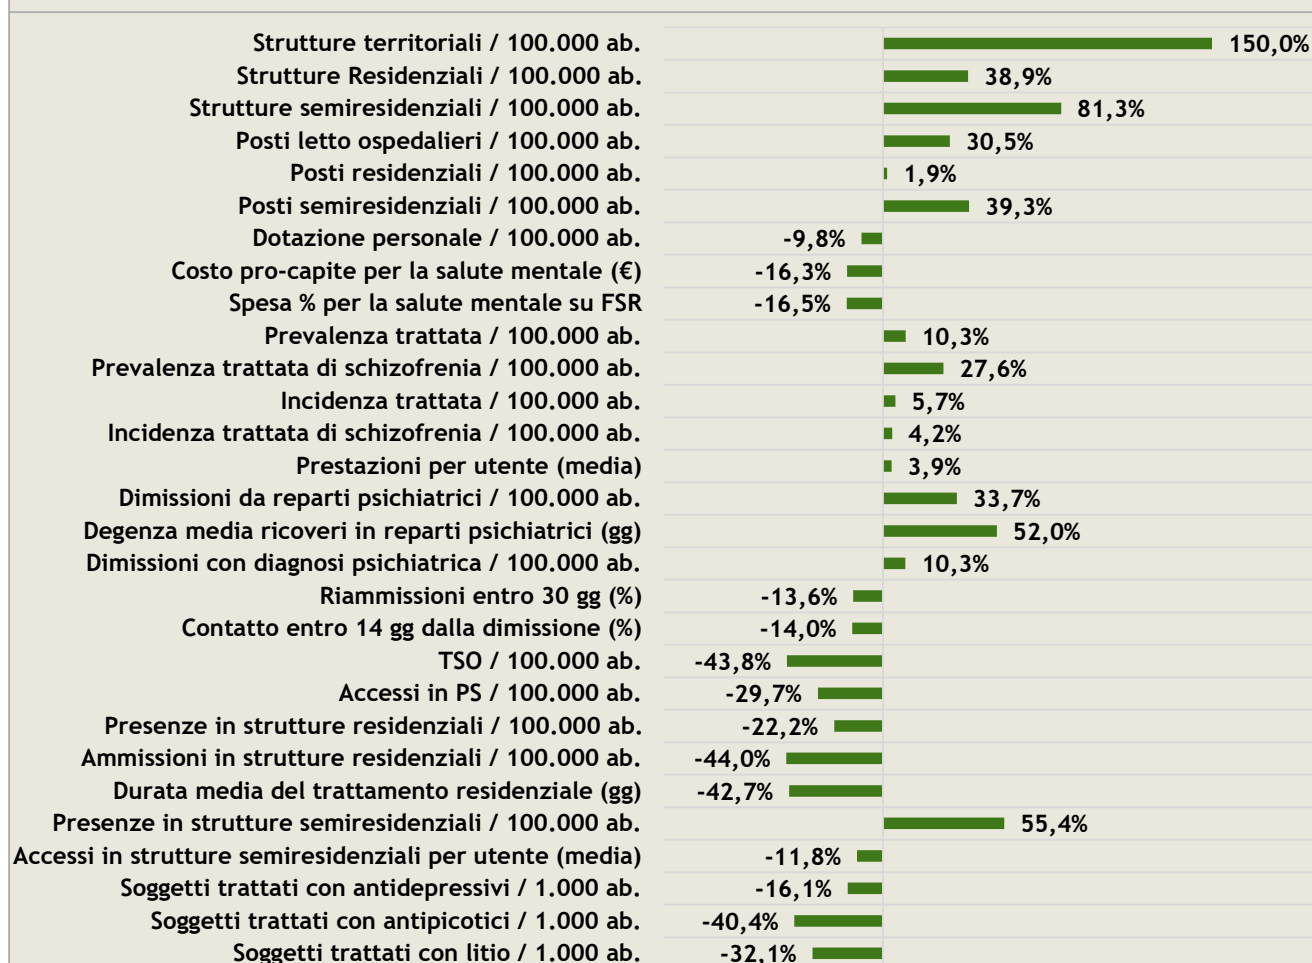 Strutture territoriali / 100.000 ab. 150,0%
Strutture Residenziali / 100.000 ab. 38,9%
Strutture semiresidenziali / 100.000 ab. 81,3%
Posti letto ospedalieri / 100.000 ab. 30,5%
Posti residenziali / 100.000 ab. 1,9%
Posti semiresidenziali / 100.000 ab. 39,3%
Dotazione personale / 100.000 ab. -9,8%
Costo pro-capite per la salute mentale (€) -16,3%
Spesa % per la salute mentale su FSR -16,5%
Prevalenza trattata / 100.000 ab. 10,3%
Prevalenza trattata di schizofrenia / 100.000 ab. 27,6%
Incidenza trattata / 100.000 ab. 5,7%
Incidenza trattata di schizofrenia / 100.000 ab. 4,2%
Prestazioni per utente (media) 3,9%
Dimissioni da reparti psichiatrici / 100.000 ab. 33,7%
Degenza media ricoveri in reparti psichiatrici (gg) 52,0%
Dimissioni con diagnosi psichiatrica / 100.000 ab. 10,3%
Riammissioni entro 30 gg (%) -13,6%
Contatto entro 14 gg dalla dimissione (%) -14,0%
TSO / 100.000 ab. -43,8%
Accessi in PS / 100.000 ab. -29,7%
Presenze in strutture residenziali / 100.000 ab. -22,2%
Ammissioni in strutture residenziali / 100.000 ab. -44,0%
Durata media del trattamento residenziale (gg) -42,7%
Presenze in strutture semiresidenziali / 100.000 ab. 55,4%
Accessi in strutture semiresidenziali per utente (media) -11,8%
Soggetti trattati con antidepressivi / 1.000 ab. -16,1%
Soggetti trattati con antipicotici / 1.000 ab. -40,4%
Soggetti trattati con litio / 1.000 ab. -32,1%